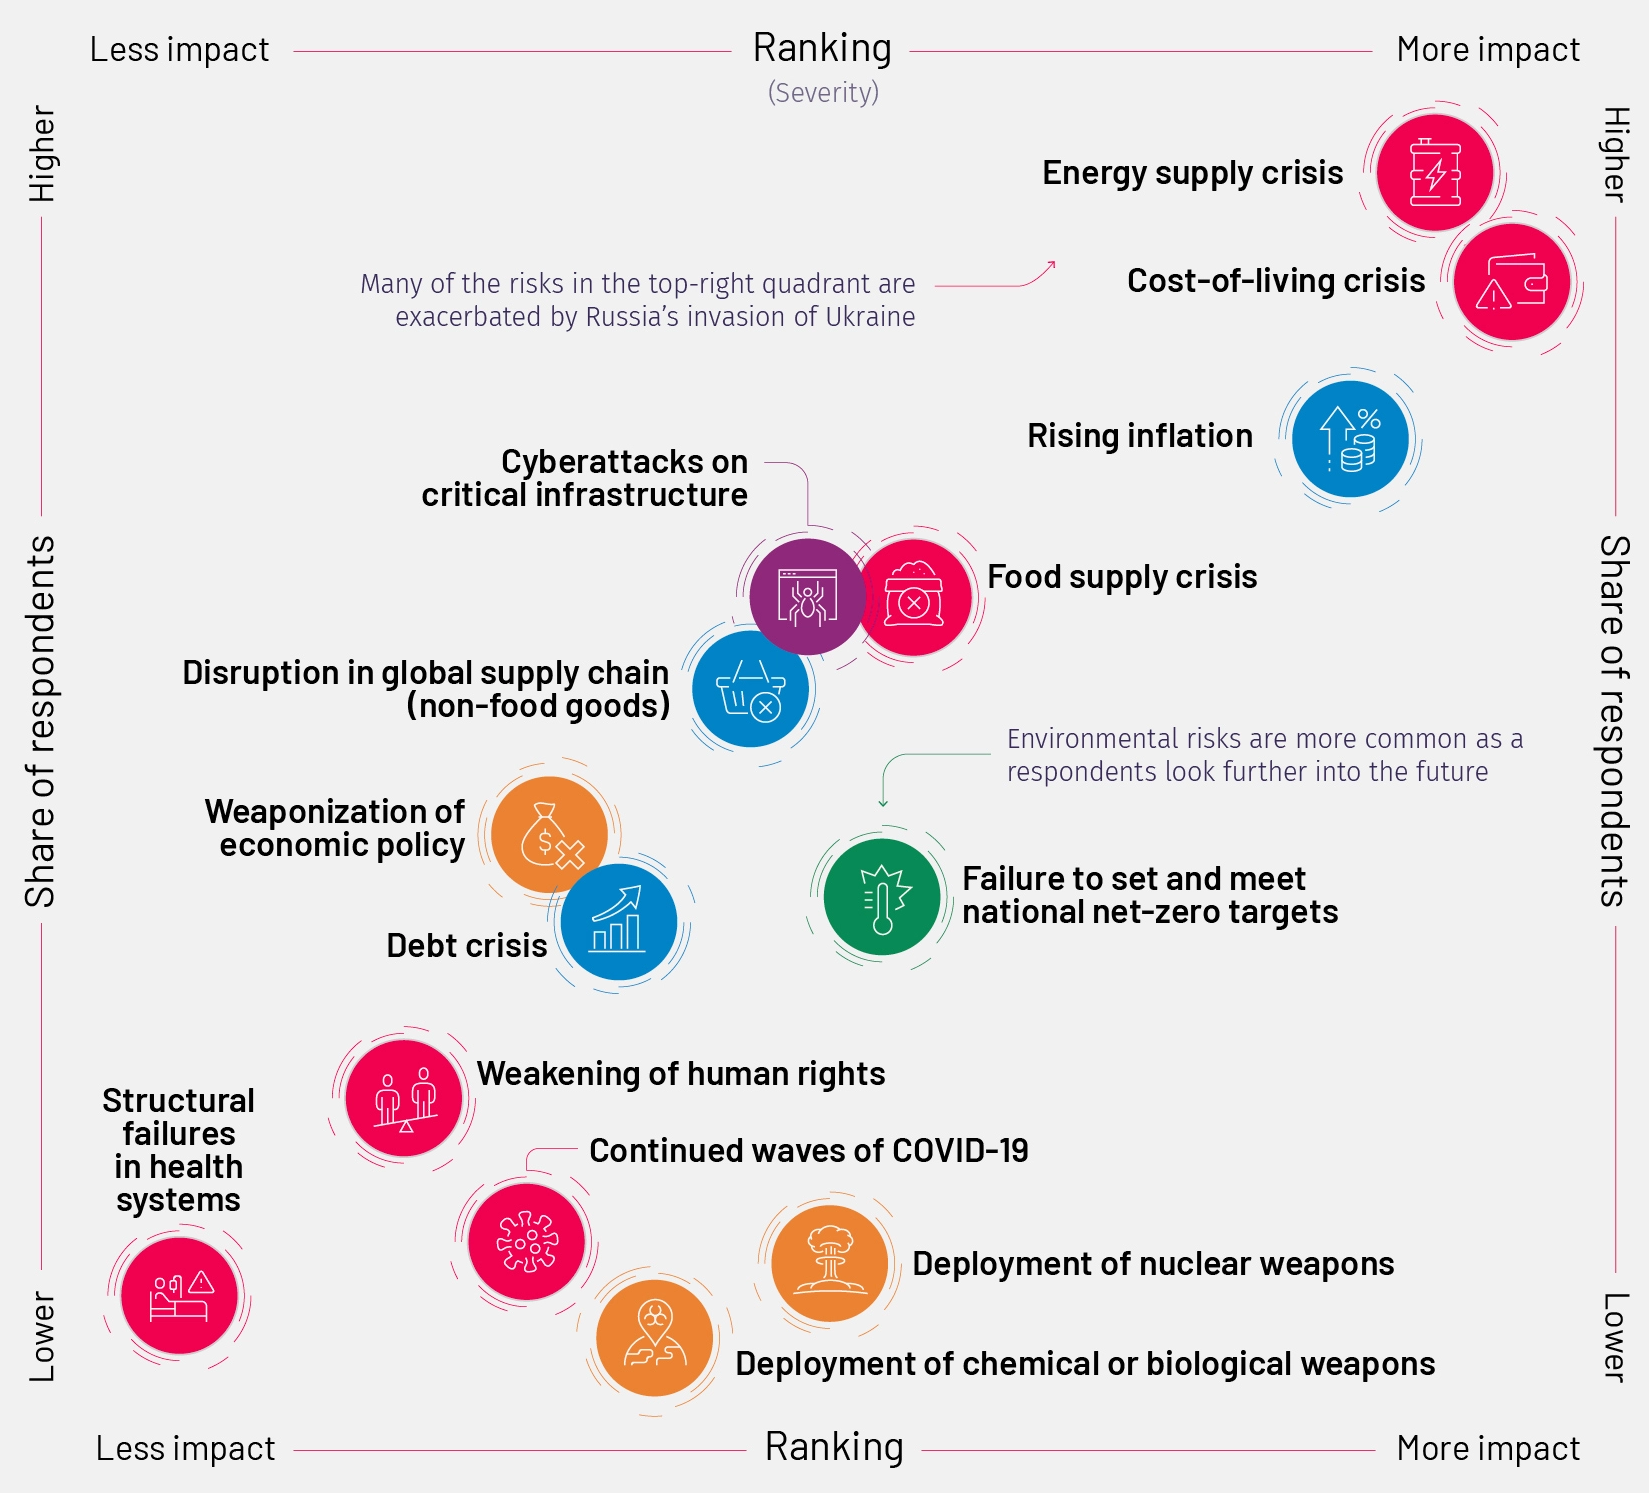 Less impact
Ranking
More impact
(Severity)
Higher
Higher
Energy supply crisis
Cost-of-living crisis
Many of the risks in the top-right quadrant are
exacerbated by Russia’s invasion of Ukraine
Rising inflation
%
Cyberattacks on
critical infrastructure
Food supply crisis
Share of respondents
Share of respondents
Disruption in global supply chain
(non-food goods)
Environmental risks are more common as a
respondents look further into the future
Weaponization of
economic policy
$
Failure to set and meet
national net-zero targets
Debt crisis
Weakening of human rights
Structural
failures
in health
systems
Continued waves of COVID-19
Deployment of nuclear weapons
Deployment of chemical or biological weapons
Lower
Lower
Less impact
Ranking
More impact